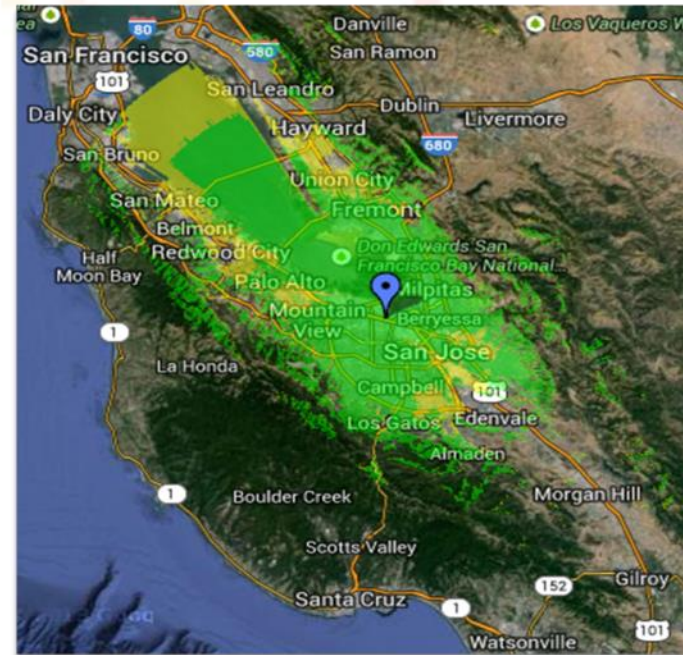 80
Danville
Los Vaqueros W
ea
580
San Ramon
San Francisco
101
San Leandro
Daly City
Dublin
Livermore
Hayward
680
San Bruno
Union City
San Mateo
Fremont
Belmont
Half
Moon Bay
Redwood City
Don Edwards San
Francisco Bay National...
Palo Alto
Milpitas
1
Mountain
View
Berryessa
San Jose
La Honda
Campbell
101
Los Gatos
Edenvale
Almaden
1
Boulder Creek
Morgan Hill
Scotts Valley
152
Gilroy
Santa Cruz
1
101
Watsonville